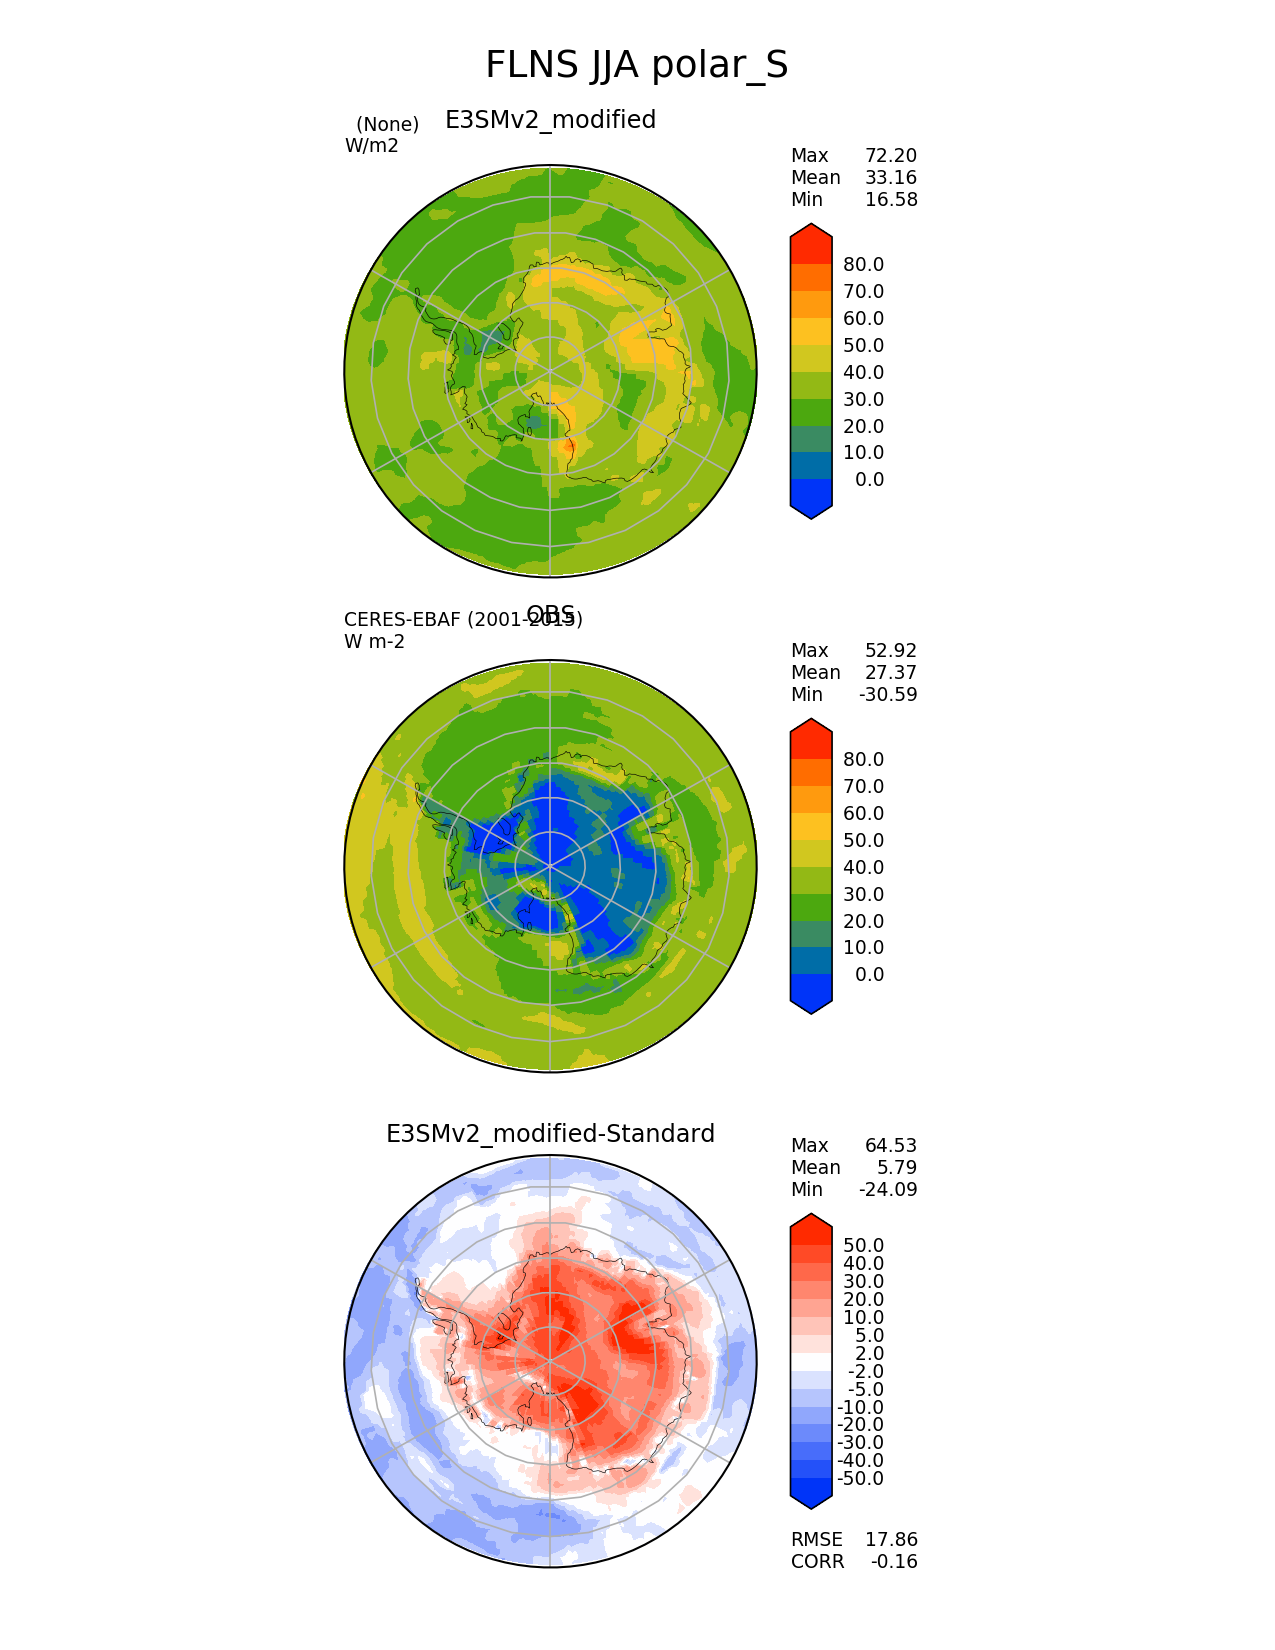 FLNS JJA polar_S
E3SMv2_modified
(None)
W/m2
Max 72.20
Mean 33.16
Min 16.58
80.0
70.0
60.0
50.0
40.0
30.0
20.0
10.0
0.0
OBS
CERES-EBAF (2001-2015)
W m-2
Max 52.92
Mean 27.37
Min -30.59
80.0
70.0
60.0
50.0
40.0
30.0
20.0
10.0
0.0
E3SMv2_modified-Standard
Max 64.53
Mean 5.79
Min -24.09
50.0
40.0
30.0
20.0
10.0
5.0
2.0
-2.0
-5.0
-10.0
-20.0
-30.0
-40.0
-50.0
RMSE 17.86
CORR -0.16